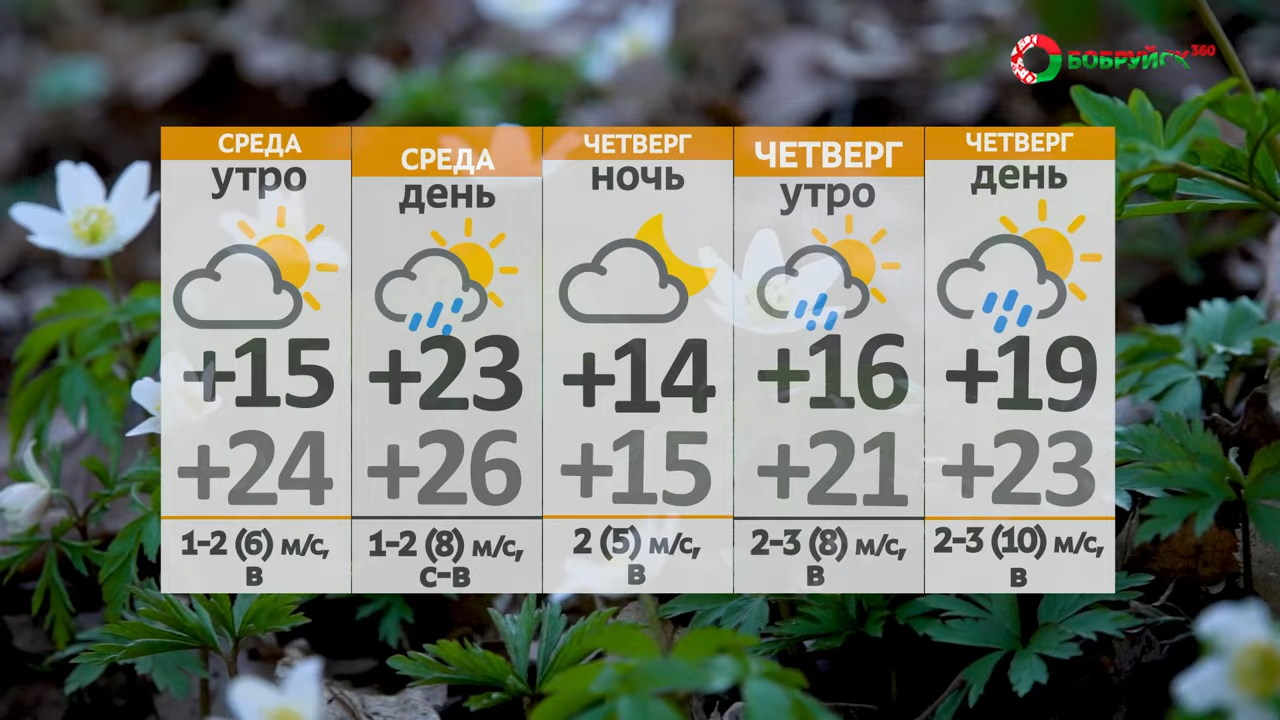 БОБРУЙСК 360
СРЕДА
утро
+15
+24
1-2 (6) м/с,
В
СРЕДА
день
+23
+26
1-2 (8) м/с,
С-В
ЧЕТВЕРГ
ночь
+14
+15
2 (5) м/с,
В
ЧЕТВЕРГ
утро
+16
+21
2-3 (8) м/с,
В
ЧЕТВЕРГ
день
+19
+23
2-3 (10) м/с,
В